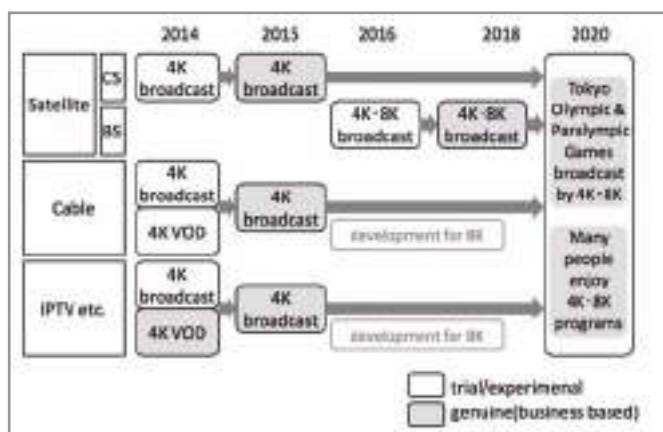 2014 2015 2016 2018 2020
Satellite
CS
BS
4K
broadcast
4K
broadcast
4K-8K
broadcast
4K-8K
broadcast
Cable
4K
broadcast
4K VOD
4K
broadcast
development for 8K
IPTV etc.
4K
broadcast
4K VOD
4K
broadcast
development for 8K
Tokyo
Olympic &
Paralympic
Games
broadcast
by 4K-8K
Many
people
enjoy
4K-8K
programs
trial/experimenal
genuine(business based)